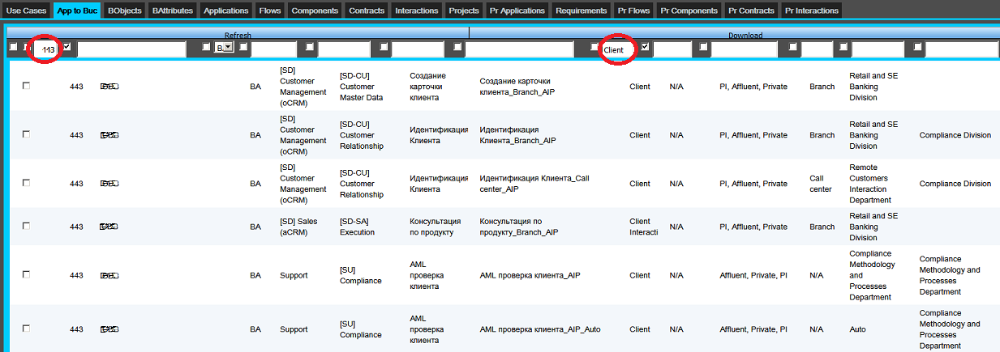 Use Cases App to Buc BObjects BAttributes Applications Flows Components Contracts Interactions Projects Pr Applications Requirements Pr Flows Pr Components Pr Contracts Pr Interactions
Refresh Download
443 B. Client
443 BA [SD] Customer Management (oCRM) [SD-CU] Customer Master Data Создание карточки клиента Создание карточки клиента_Branch_AIP Client N/A PI, Affluent, Private Branch Retail and SE Banking Division
443 BA [SD] Customer Management (oCRM) [SD-CU] Customer Relationship Идентификация Клиента Идентификация Клиента_Branch_AIP Client N/A PI, Affluent, Private Branch Retail and SE Banking Division Compliance Division
443 BA [SD] Customer Management (oCRM) [SD-CU] Customer Relationship Идентификация Клиента Идентификация Клиента_Call center_AIP Client N/A PI, Affluent, Private Call center Remote Customers Interaction Department Compliance Division
443 BA [SD] Sales (aCRM) [SD-SA] Execution Консультация по продукту Консультация по продукту_Branch_AIP Client Interacti N/A PI, Affluent, Private Branch Retail and SE Banking Division
443 BA Support [SU] Compliance AML проверка клиента AML проверка клиента_AIP Client N/A Affluent, Private, PI N/A Compliance Methodology and Processes Department Compliance Methodology and Processes Department
443 BA Support [SU] Compliance AML проверка клиента AML проверка клиента_AIP_Auto Client N/A Affluent, Private, PI N/A Auto Compliance Methodology and Processes Department